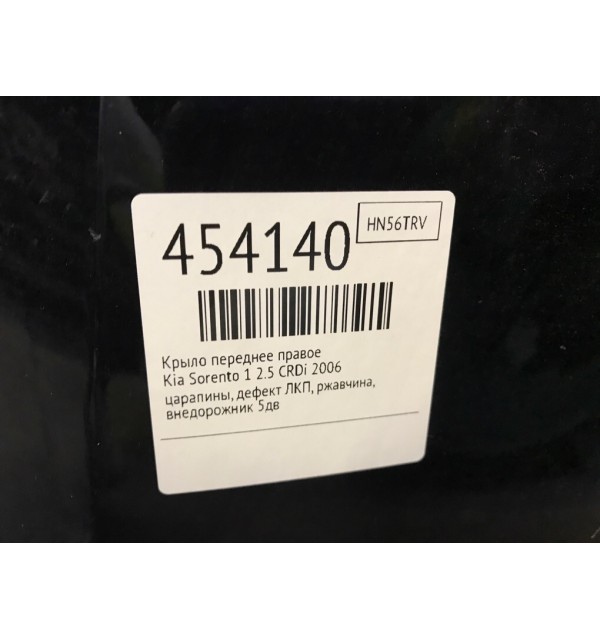 454140
HN56TRV
Крыло переднее правое
Kia Sorento 1 2.5 CRDi 2006
царапины, дефект ЛКП, ржавчина,
внедорожник 5дв